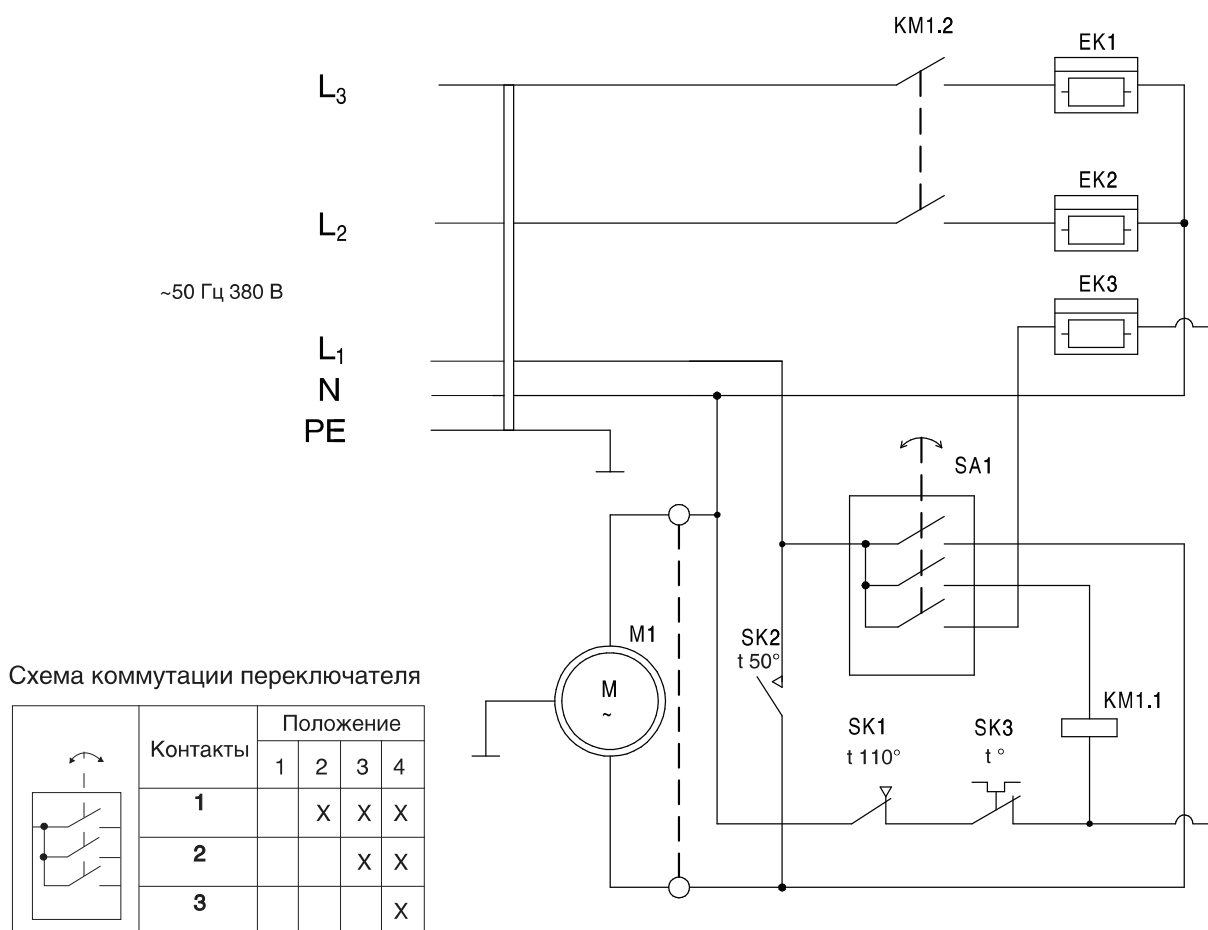 KM1.2
EK1
L₃
EK2
L₂
~50 Гц 380 В
EK3
L₁
N
PE
SA1
M1
SK2
t 50°
M
~
SK1
t 110°
SK3
t °
KM1.1
Схема коммутации переключателя
Контакты Положение
1 2 3 4
1 X X X
2 X X
3 X